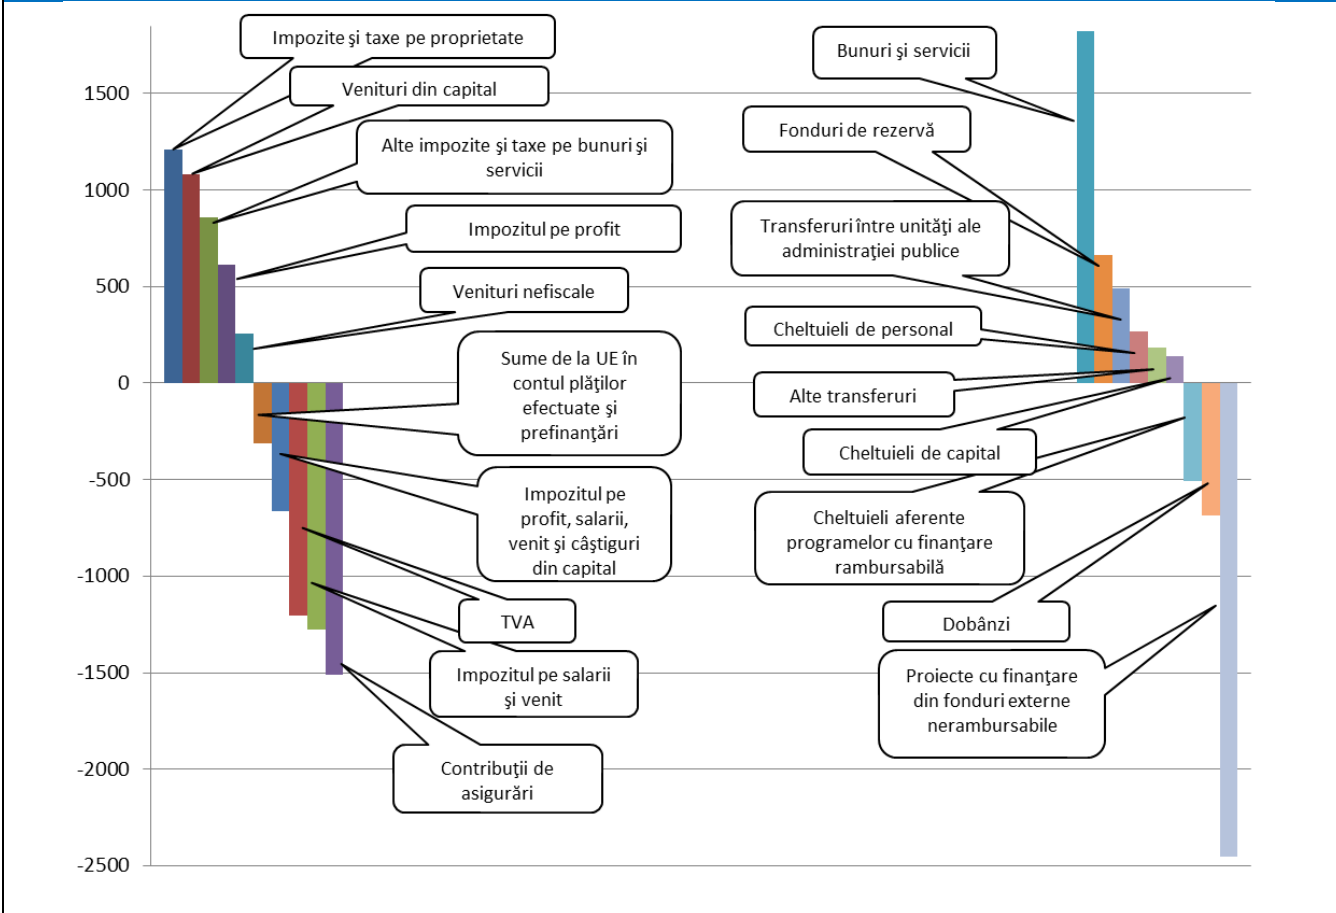 Impozite şi taxe pe proprietate
Venituri din capital
Alte impozite şi taxe pe bunuri şi
servicii
Impozitul pe profit
Venituri nefiscale
Sume de la UE în
contul plăţilor
efectuate şi
prefinanţări
Impozitul pe
profit, salarii,
venit şi câştiguri
din capital
TVA
Impozitul pe salarii
şi venit
Contribuţii de
asigurări
Bunuri şi servicii
Fonduri de rezervă
Transferuri între unităţi ale
administraţiei publice
Cheltuieli de personal
Alte transferuri
Cheltuieli de capital
Cheltuieli aferente
programelor cu finanţare
rambursabilă
Dobânzi
Proiecte cu finanţare
din fonduri externe
nerambursabile
1500
1000
500
0
-500
-1000
-1500
-2000
-2500